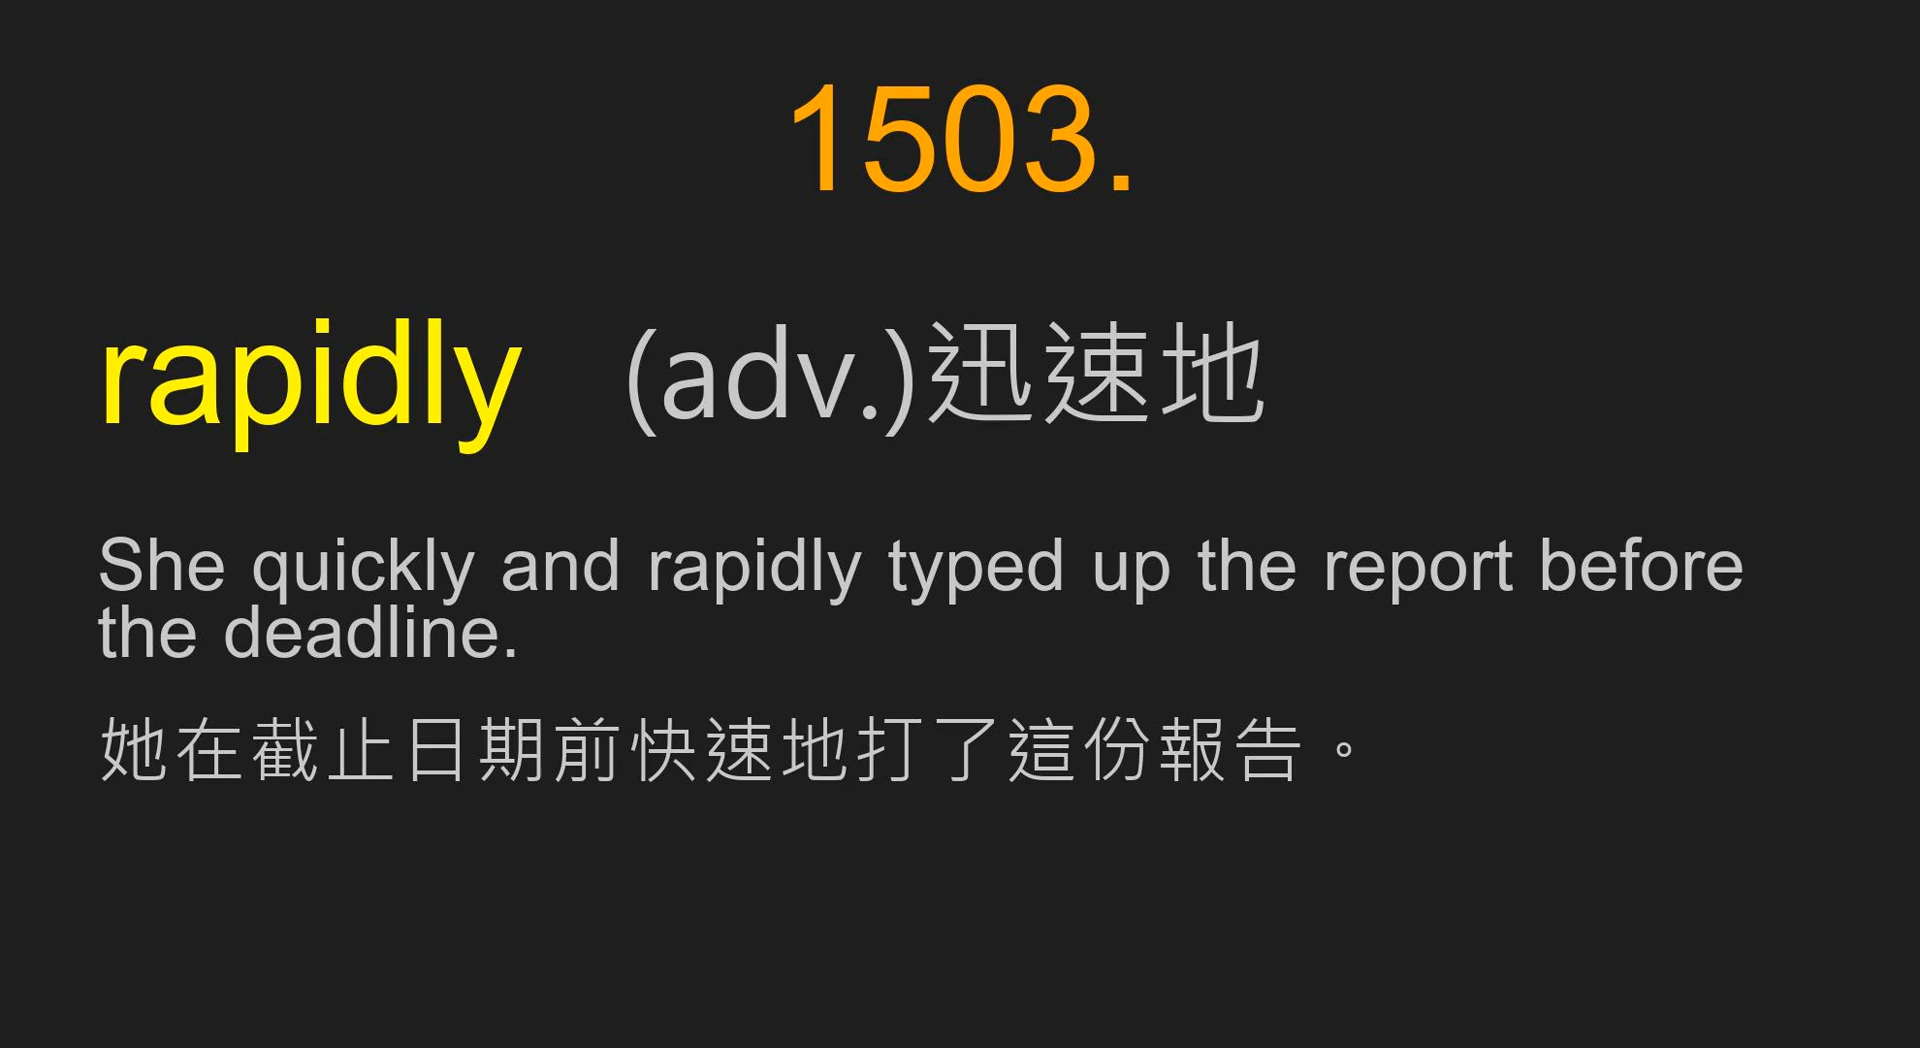 1503.
rapidly (adv.)迅速地
She quickly and rapidly typed up the report before
the deadline.
她在截止日期前快速地打了這份報告。